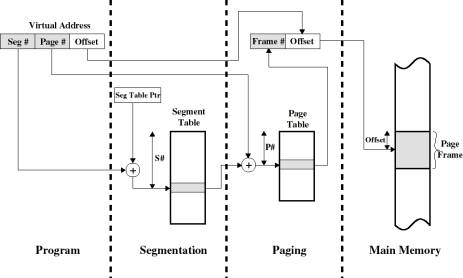 Virtual Address
Seg # Page # Offset
Frame # Offset
Seg Table Ptr
Segment
Table
Page
Table
S#
P#
Offset
Page
Frame
Program
Segmentation
Paging
Main Memory